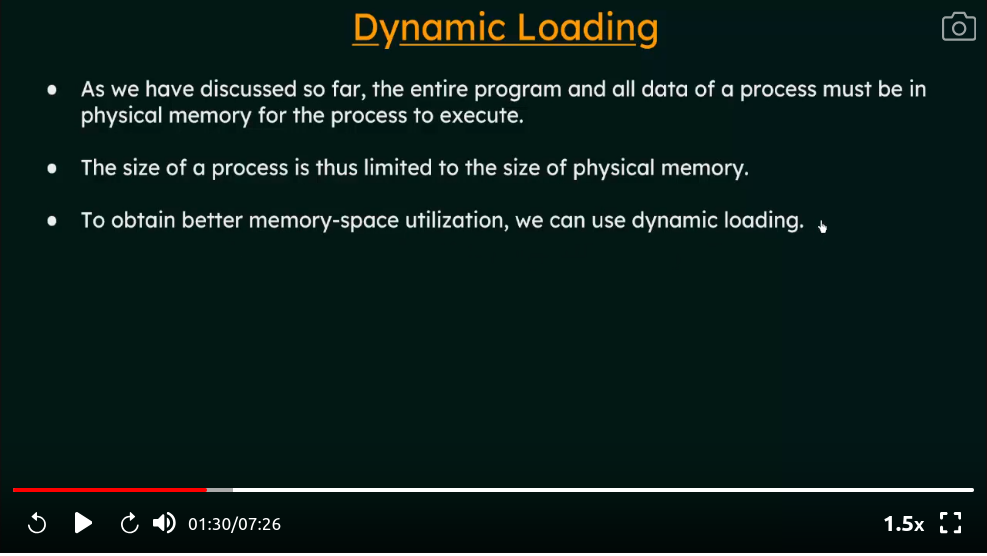 Dynamic Loading
• As we have discussed so far, the entire program and all data of a process must be in
physical memory for the process to execute.
• The size of a process is thus limited to the size of physical memory.
• To obtain better memory-space utilization, we can use dynamic loading.
01:30/07:26
1.5x